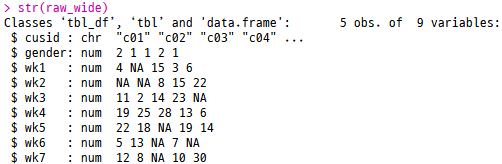 > str(raw_wide)
Classes ‘tbl_df’, ‘tbl’ and 'data.frame':	5 obs. of  9 variables:
 $ cusid : chr  "c01" "c02" "c03" "c04" ...
 $ gender: num  2 1 1 2 1
 $ wk1   : num  4 NA 15 3 6
 $ wk2   : num  NA NA 8 15 22
 $ wk3   : num  11 2 14 23 NA
 $ wk4   : num  19 25 28 13 6
 $ wk5   : num  22 18 NA 19 14
 $ wk6   : num  5 13 NA 7 NA
 $ wk7   : num  12 8 NA 10 30